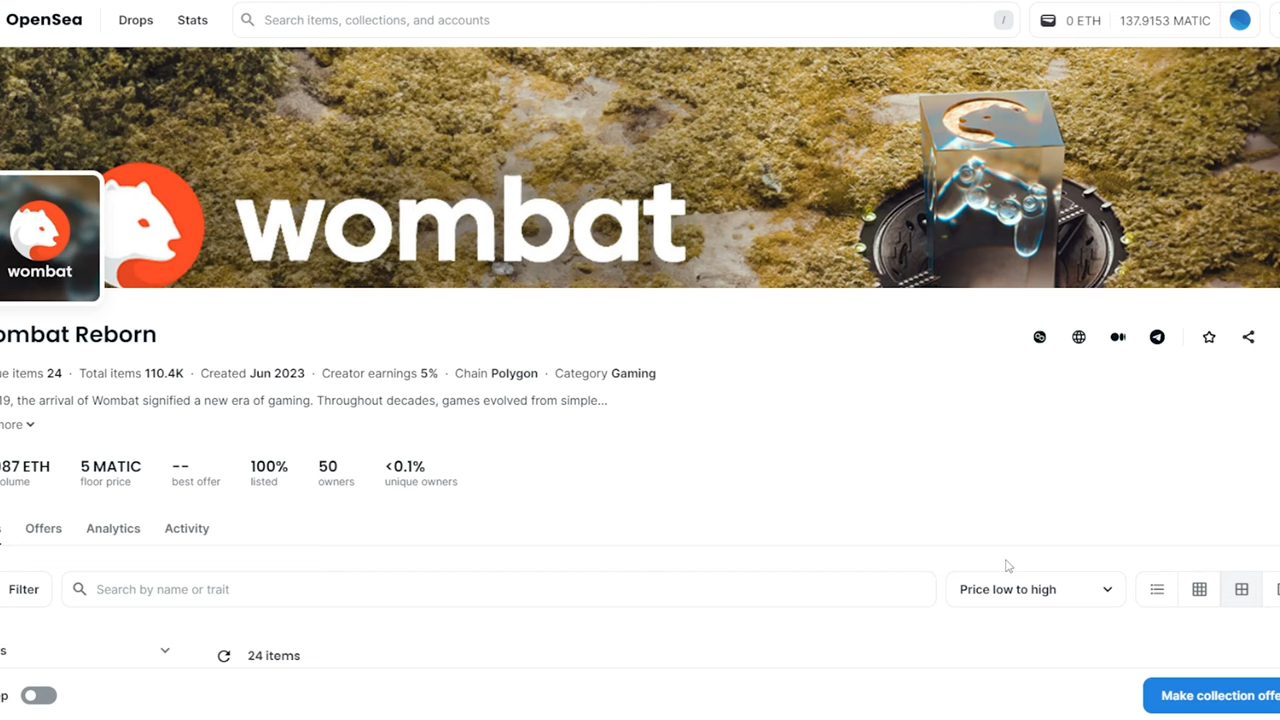 OpenSea Drops Stats Search items, collections, and accounts / 0 ETH 137.9153 MATIC
wombat
wombat
ombat Reborn
e items 24 · Total items 110.4K · Created Jun 2023 · Creator earnings 5% · Chain Polygon · Category Gaming
19, the arrival of Wombat signified a new era of gaming. Throughout decades, games evolved from simple...
more
087 ETH 5 MATIC -- 100% 50 <0.1%
olume floor price best offer listed owners unique owners
s Offers Analytics Activity
Filter Search by name or trait Price low to high
s 24 items
p Make collection offe